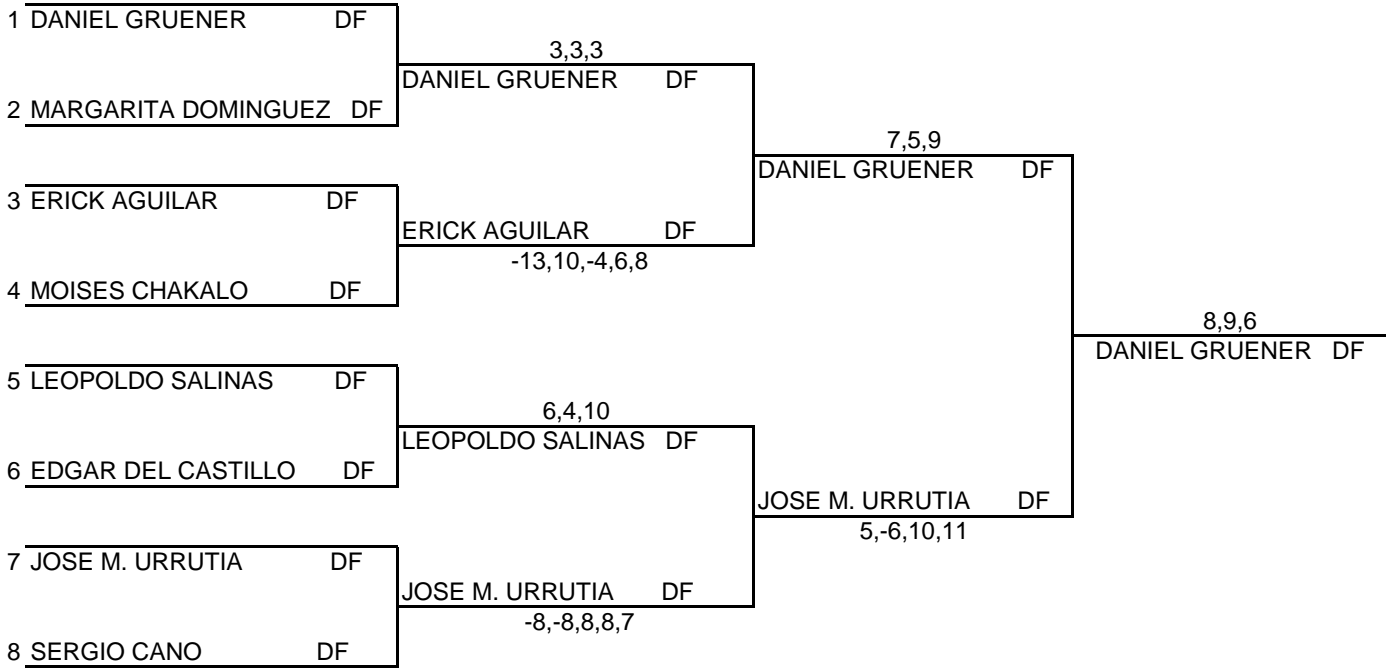 1 DANIEL GRUENER DF
3,3,3
DANIEL GRUENER DF
2 MARGARITA DOMINGUEZ DF
7,5,9
DANIEL GRUENER DF
3 ERICK AGUILAR DF
ERICK AGUILAR DF
-13,10,-4,6,8
4 MOISES CHAKALO DF
8,9,6
DANIEL GRUENER DF
5 LEOPOLDO SALINAS DF
6,4,10
LEOPOLDO SALINAS DF
6 EDGAR DEL CASTILLO DF
JOSE M. URRUTIA DF
5,-6,10,11
7 JOSE M. URRUTIA DF
JOSE M. URRUTIA DF
-8,-8,8,8,7
8 SERGIO CANO DF